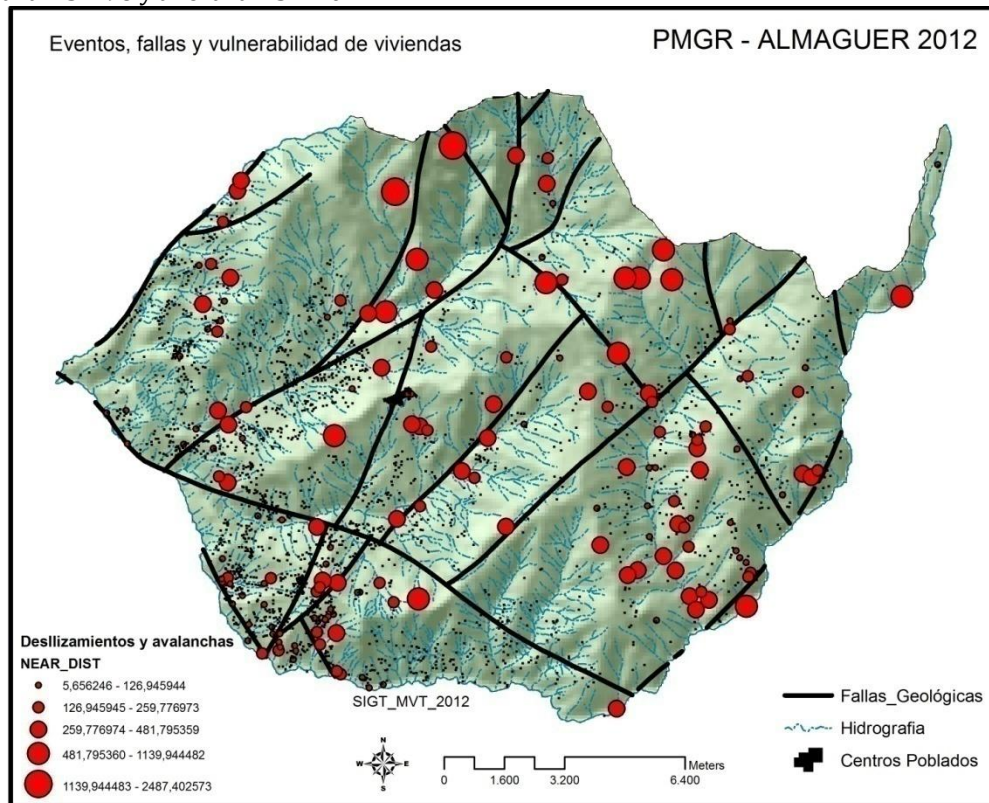 Eventos, fallas y vulnerabilidad de viviendas
PMGR - ALMAGUER 2012
Desllizamientos y avalanchas
NEAR_DIST
5,656246 - 126,945944
126,945945 - 259,776973
259,776974 - 481,795359
481,795360 - 1139,944482
1139,944483 - 2487,402573
SIGT_MVT_2012
N
W E
S
Meters
0 1.600 3.200 6.400
Fallas_Geológicas
Hidrografia
Centros Poblados